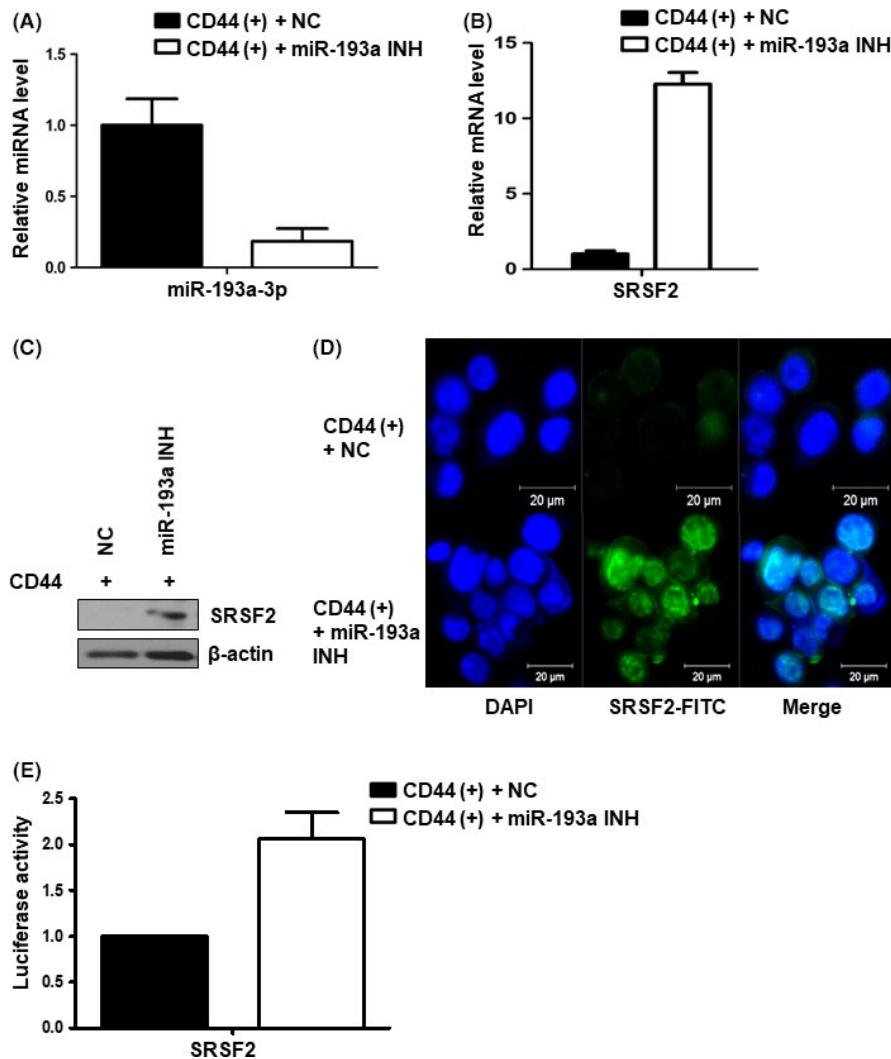 (A)
CD44 (+) + NC
CD44 (+) + miR-193a INH
Relative miRNA level
1.5
1.0
0.5
0.0
miR-193a-3p
(B)
CD44 (+) + NC
CD44 (+) + miR-193a INH
Relative mRNA level
15
10
5
0
SRSF2
(C)
NC
miR-193a INH
CD44 + +
SRSF2
β-actin
(D)
CD44 (+)
+ NC
20 µm
20 µm
20 µm
CD44 (+)
+ miR-193a
INH
20 µm
20 µm
20 µm
DAPI
SRSF2-FITC
Merge
(E)
CD44 (+) + NC
CD44 (+) + miR-193a INH
Luciferase activity
2.5
2.0
1.5
1.0
0.5
0.0
SRSF2